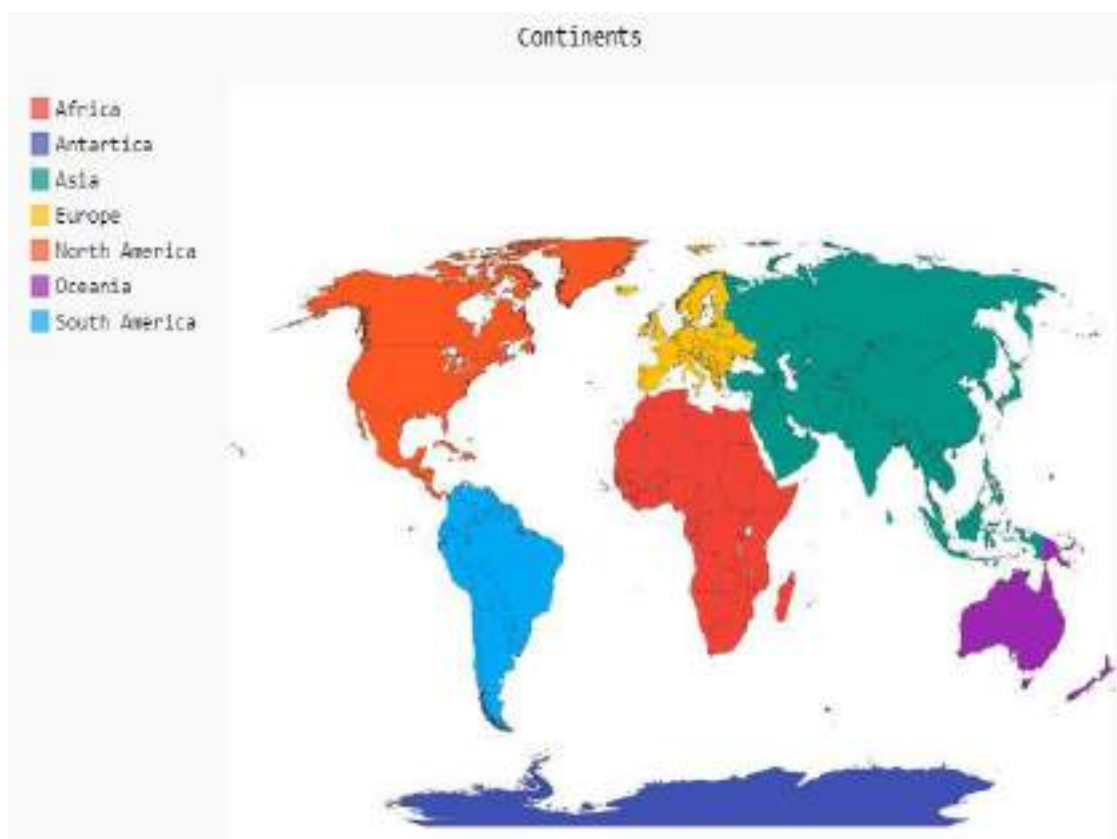 Continents
Africa
Antartica
Asia
Europe
North America
Oceania
South America